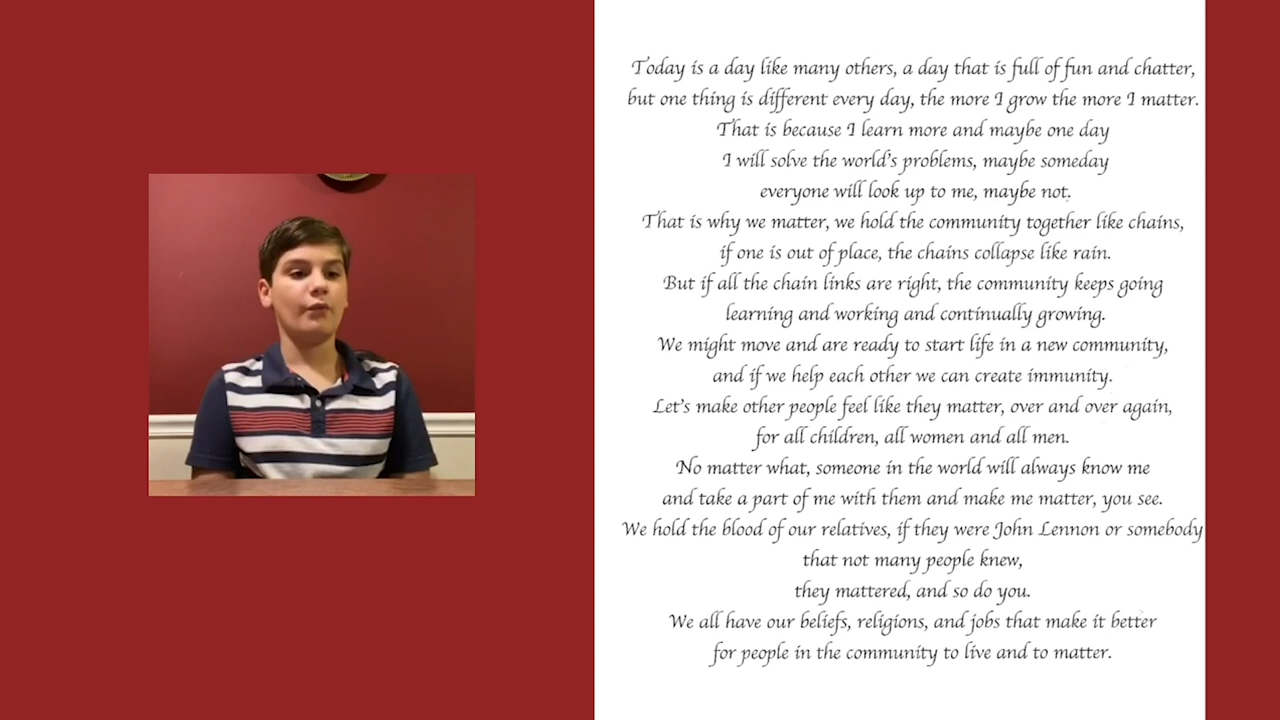 Today is a day like many others, a day that is full of fun and chatter,
but one thing is different every day, the more I grow the more I matter.
That is because I learn more and maybe one day
I will solve the world's problems, maybe someday
everyone will look up to me, maybe not.
That is why we matter, we hold the community together like chains,
if one is out of place, the chains collapse like rain.
But if all the chain links are right, the community keeps going
learning and working and continually growing.
We might move and are ready to start life in a new community,
and if we help each other we can create immunity.
Let's make other people feel like they matter, over and over again,
for all children, all women and all men.
No matter what, someone in the world will always know me
and take a part of me with them and make me matter, you see.
We hold the blood of our relatives, if they were John Lennon or somebody
that not many people knew,
they mattered, and so do you.
We all have our beliefs, religions, and jobs that make it better
for people in the community to live and to matter.